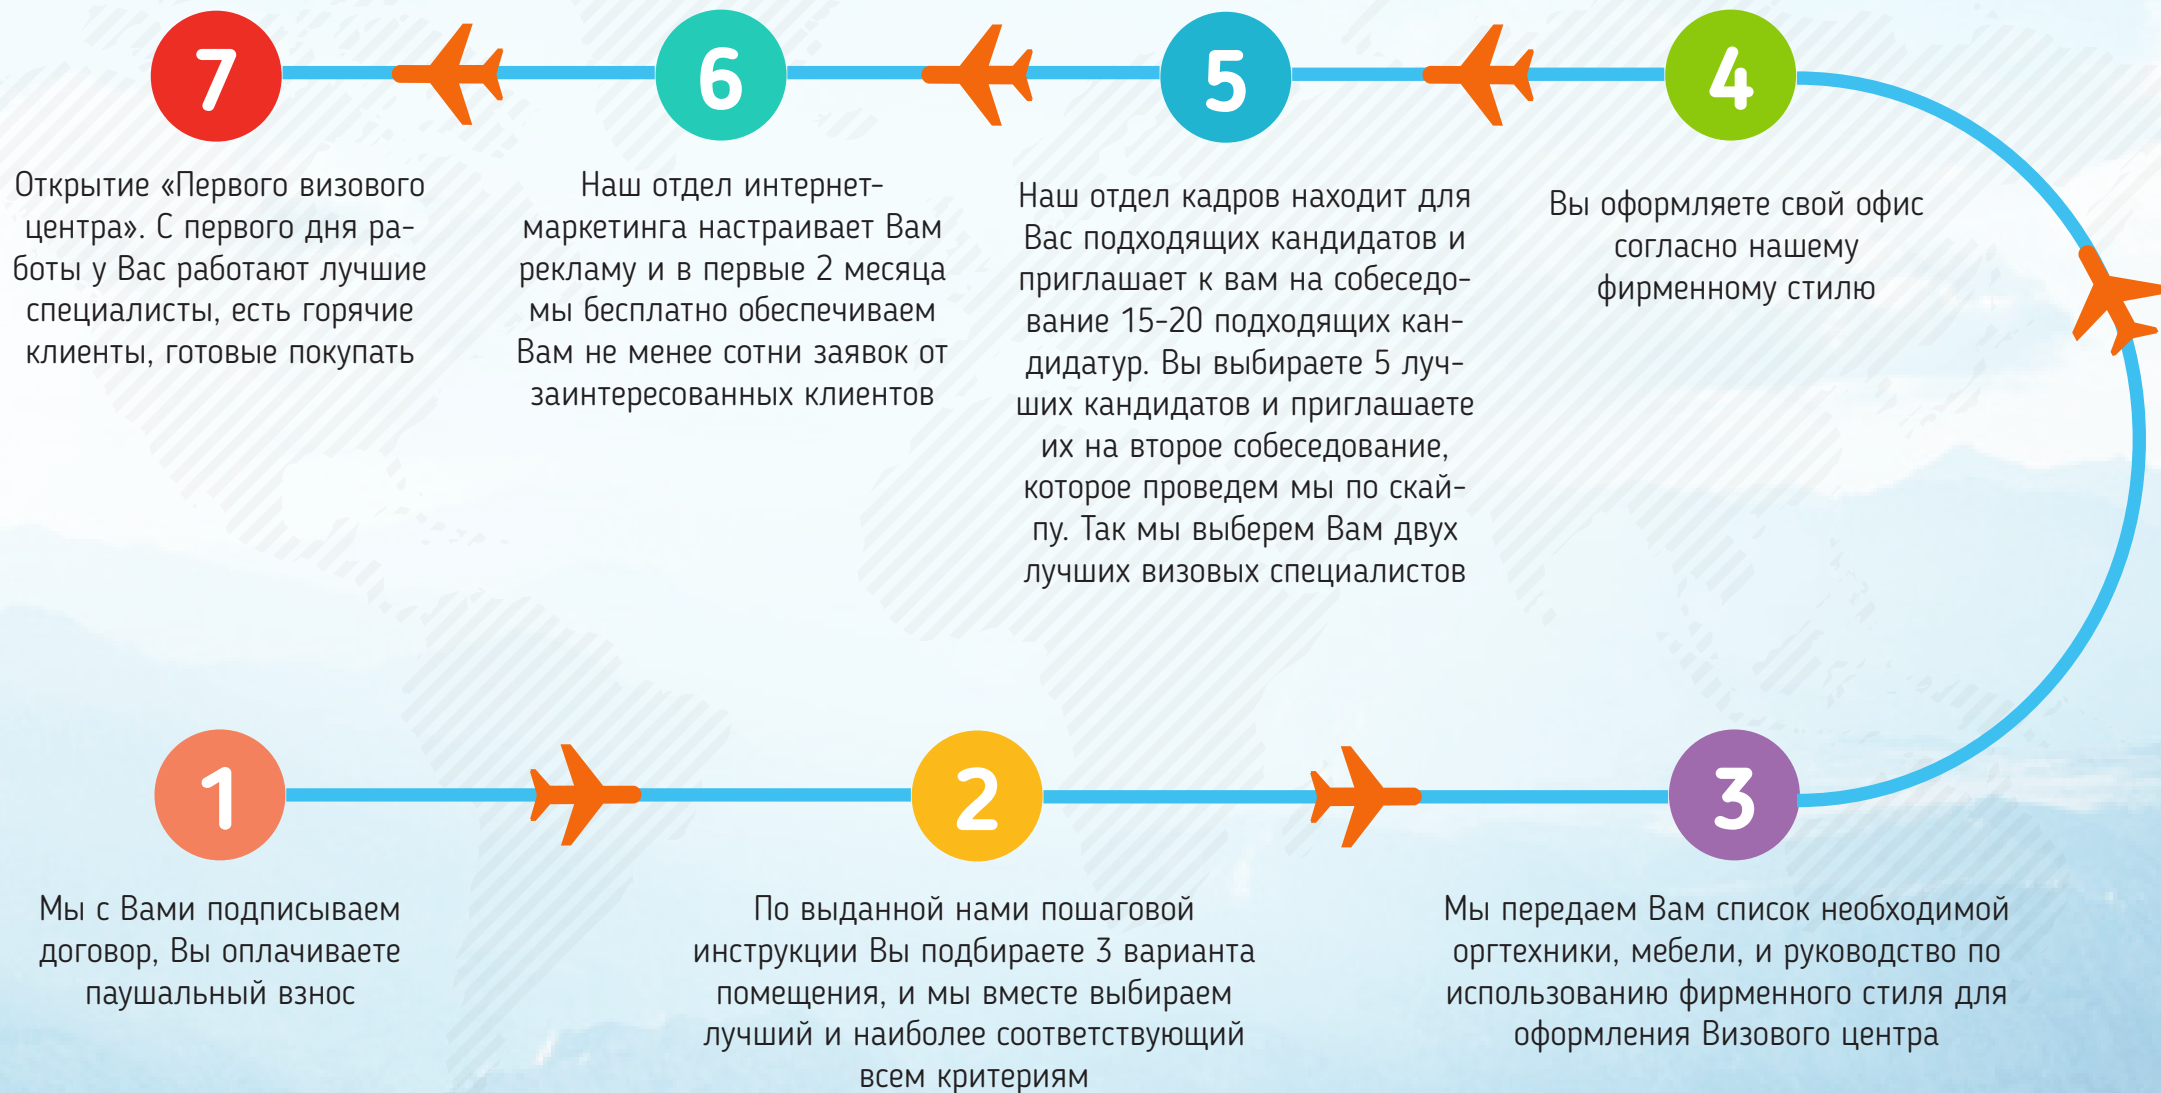 7
Открытие «Первого визового
центра». С первого дня ра-
боты у Вас работают лучшие
специалисты, есть горячие
клиенты, готовые покупать
6
Наш отдел интернет-
маркетинга настраивает Вам
рекламу и в первые 2 месяца
мы бесплатно обеспечиваем
Вам не менее сотни заявок от
заинтересованных клиентов
5
Наш отдел кадров находит для
Вас подходящих кандидатов и
приглашает к вам на собеседо-
вание 15-20 подходящих кан-
дидатур. Вы выбираете 5 луч-
ших кандидатов и приглашаете
их на второе собеседование,
которое проведем мы по скай-
пу. Так мы выберем Вам двух
лучших визовых специалистов
4
Вы оформляете свой офис
согласно нашему
фирменному стилю
1
Мы с Вами подписываем
договор, Вы оплачиваете
паушальный взнос
2
По выданной нами пошаговой
инструкции Вы подбираете 3 варианта
помещения, и мы вместе выбираем
лучший и наиболее соответствующий
всем критериям
3
Мы передаем Вам список необходимой
оргтехники, мебели, и руководство по
использованию фирменного стиля для
оформления Визового центра